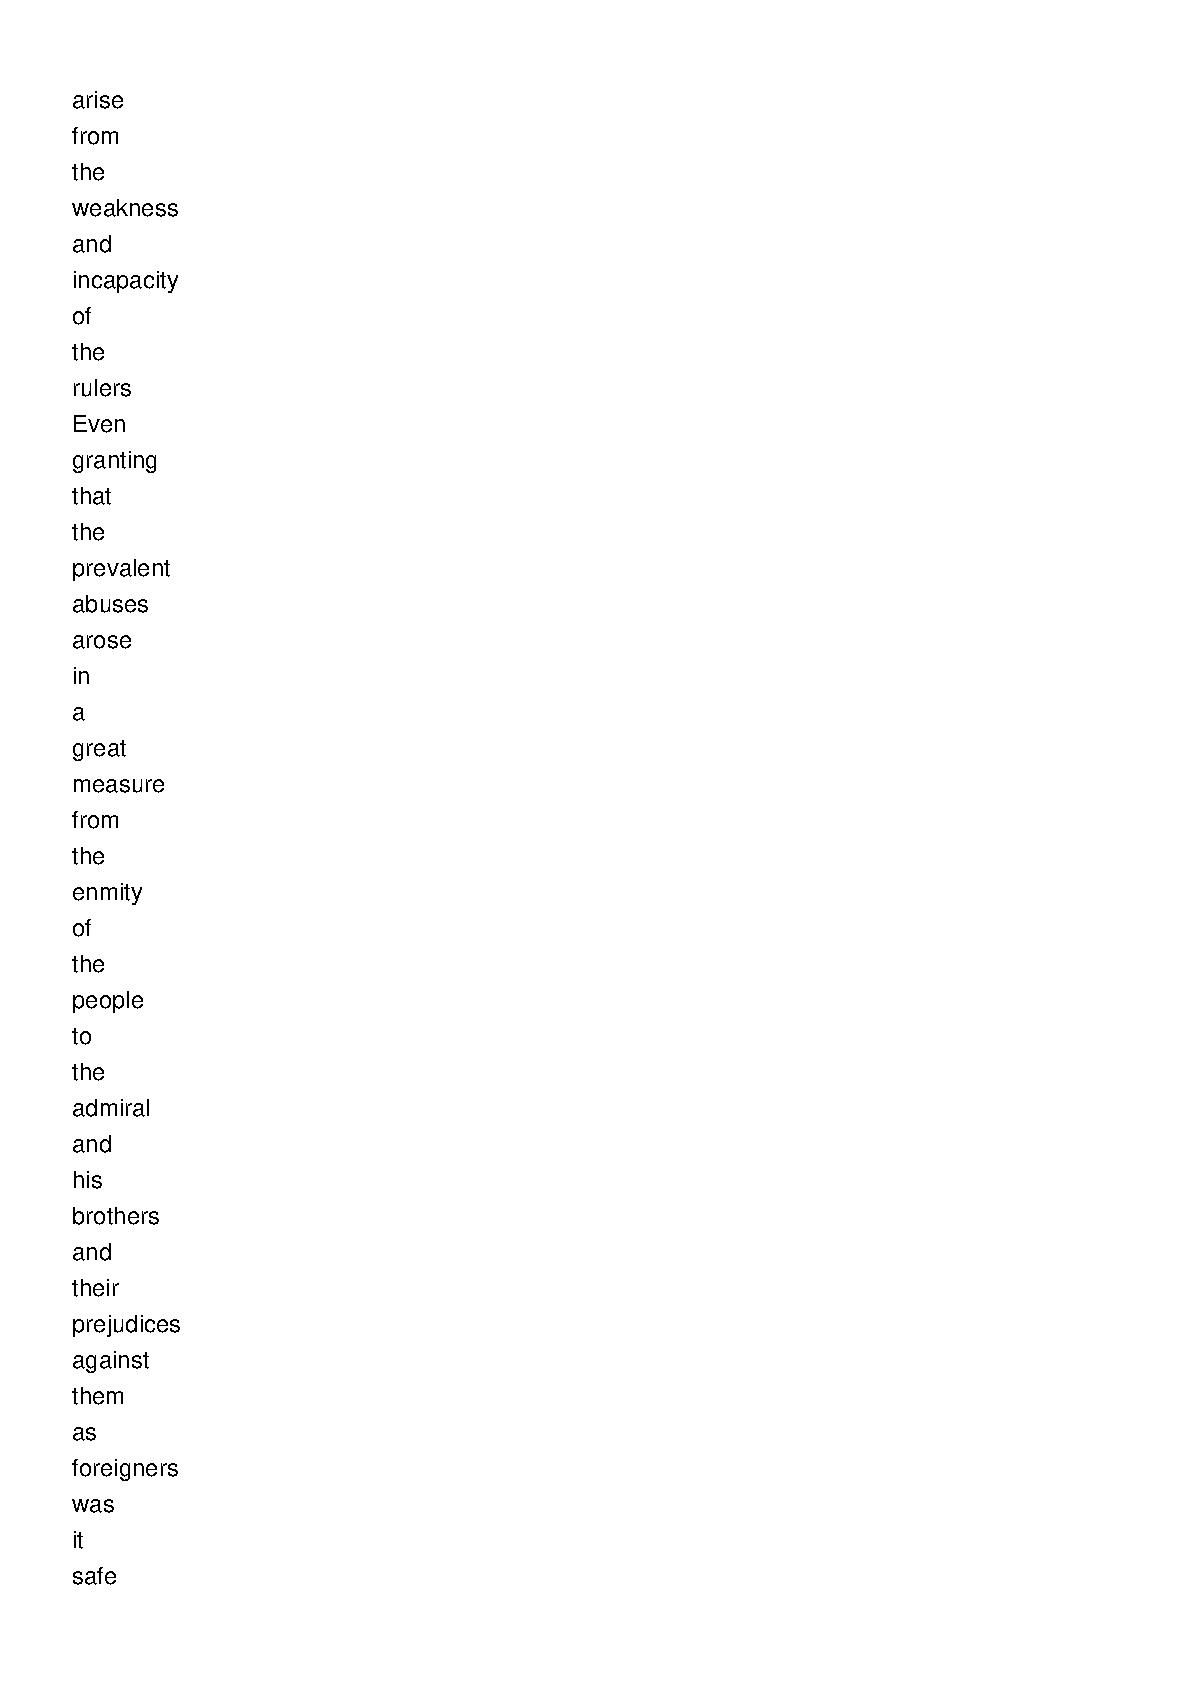 arise
from
the
weakness
and
incapacity
of
the
rulers
Even
granting
that
the
prevalent
abuses
arose
in
a
great
measure
from
the
enmity
of
the
people
to
the
admiral
and
his
brothers
and
their
prejudices
against
them
as
foreigners
was
it
safe